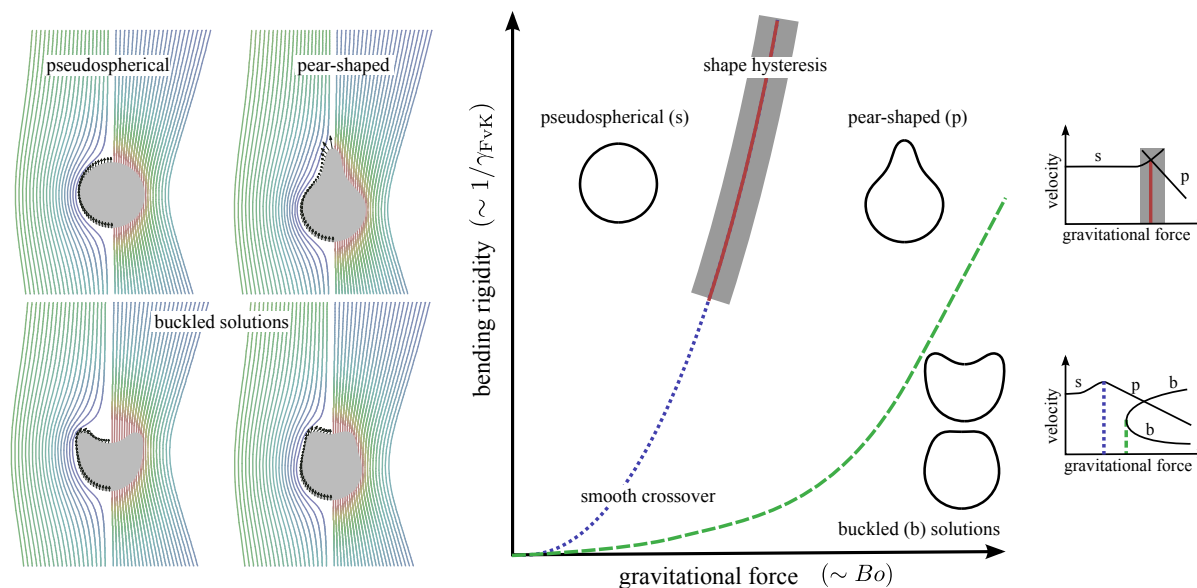 pseudospherical
pear-shaped
buckled solutions
bending rigidity (∼ 1/γFvK)
shape hysteresis
pseudospherical (s)
pear-shaped (p)
smooth crossover
buckled (b) solutions
gravitational force (∼ Bo)
velocity
s
p
gravitational force
velocity
s
p
b
b
gravitational force